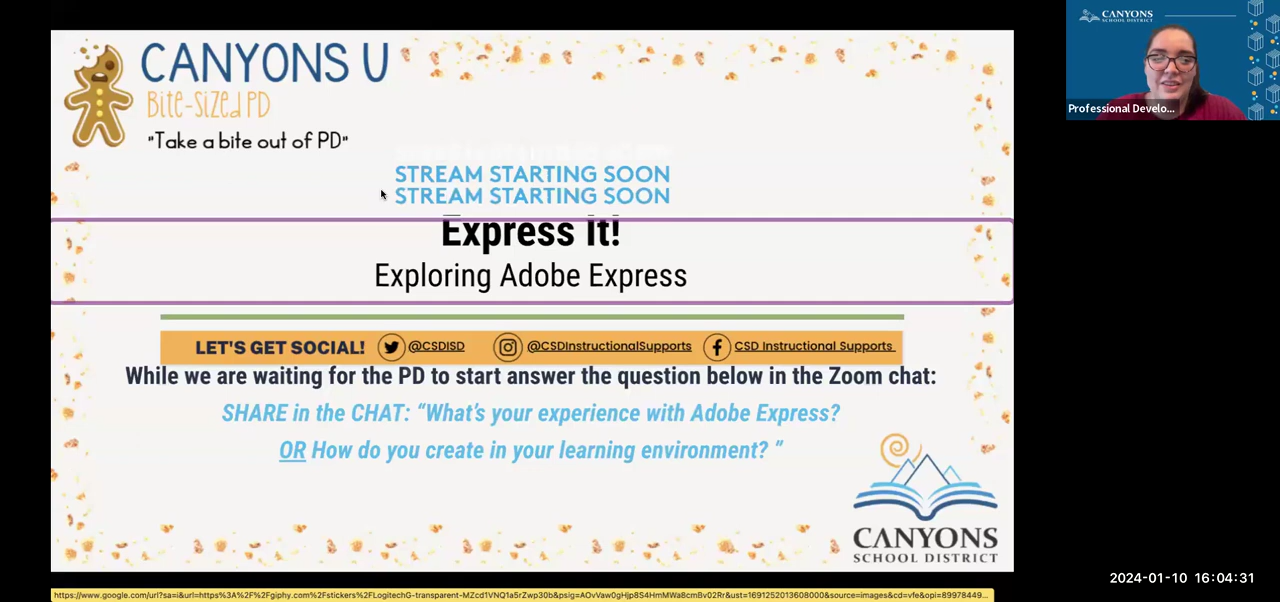 CANYONS U
Bite-sized PD
"Take a bite out of PD"
STREAM STARTING SOON
STREAM STARTING SOON
Express It!
Exploring Adobe Express
LET'S GET SOCIAL! @CSDISD @CSDInstructionalSupports CSD Instructional Supports
While we are waiting for the PD to start answer the question below in the Zoom chat:
SHARE in the CHAT: “What’s your experience with Adobe Express?
OR How do you create in your learning environment? ”
CANYONS
SCHOOL DISTRICT
CANYONS
SCHOOL DISTRICT
Professional Develo...
2024-01-10 16:04:31